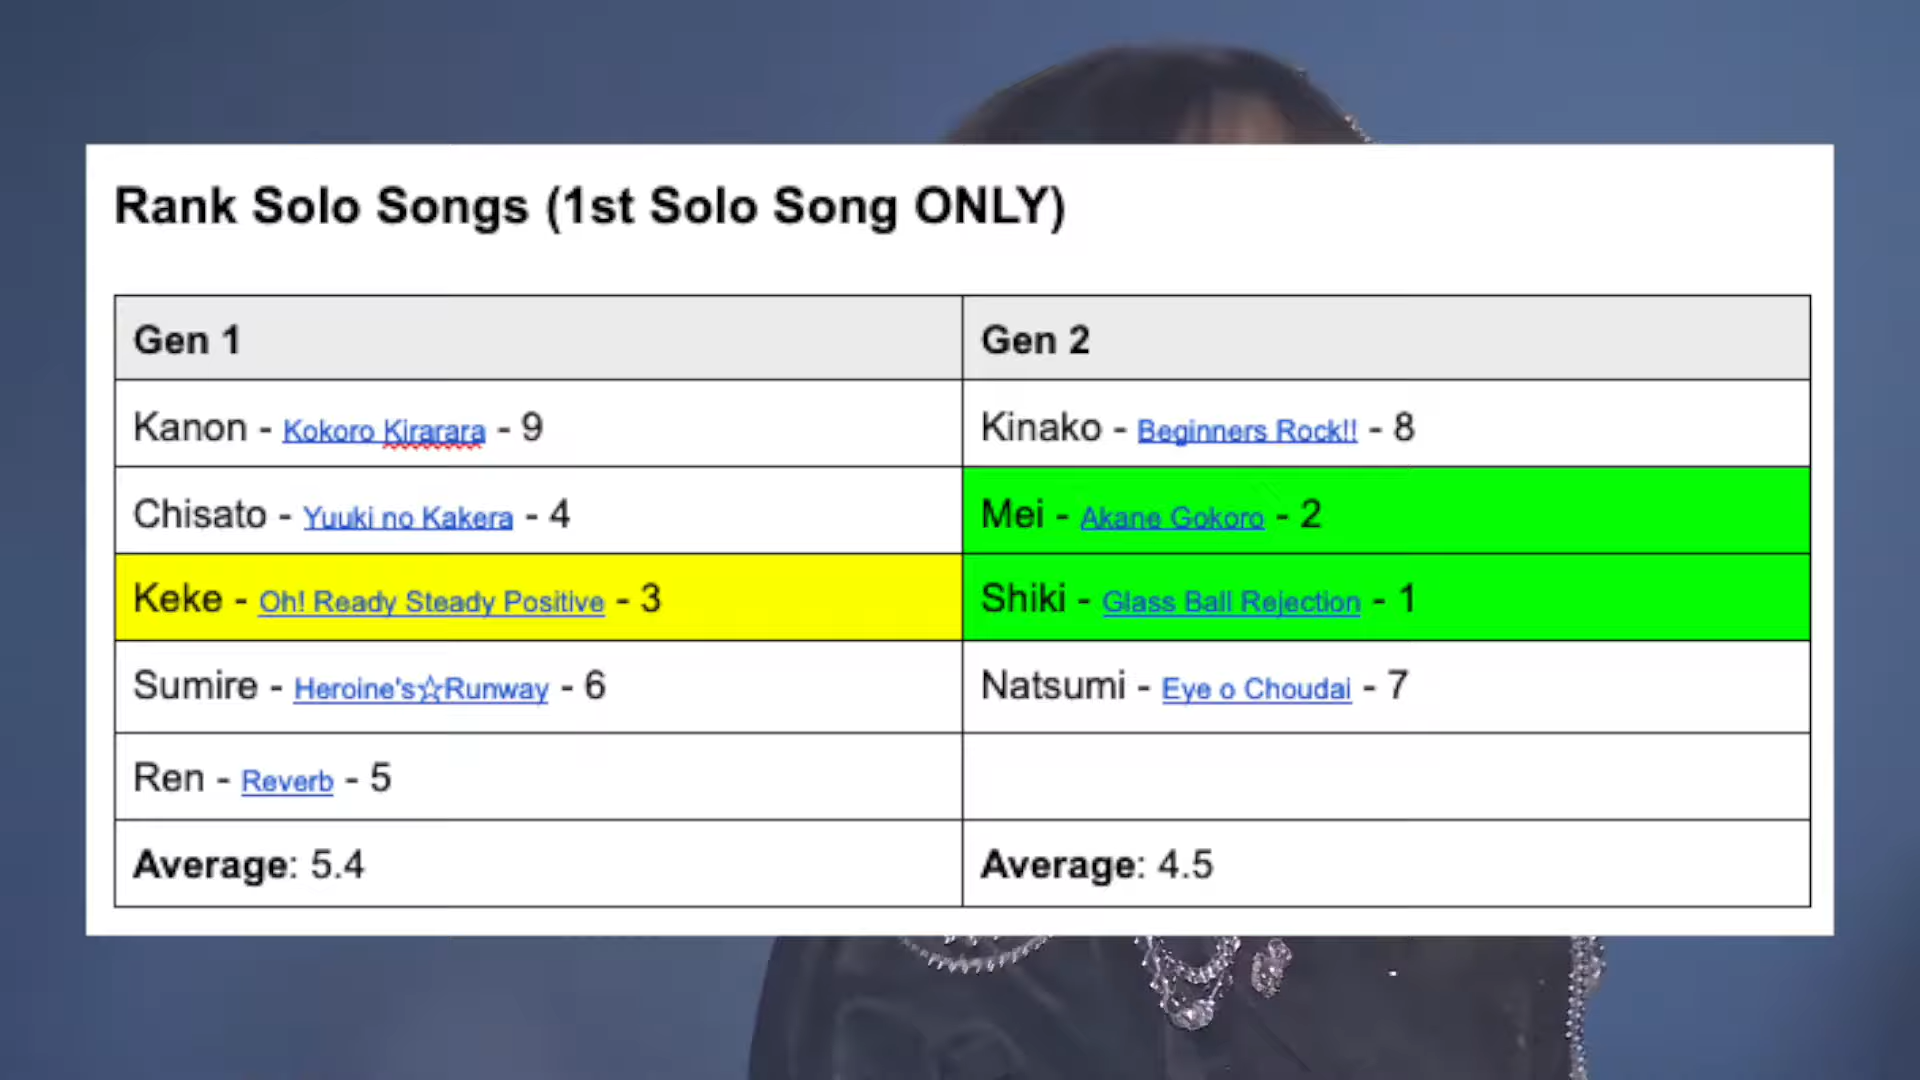 Rank Solo Songs (1st Solo Song ONLY)
Gen 1
Gen 2
Kanon - Kokoro Kirarara - 9
Kinako - Beginners Rock!! - 8
Chisato - Yuuki no Kakera - 4
Mei - Akane Gokoro - 2
Keke - Oh! Ready Steady Positive - 3
Shiki - Glass Ball Rejection - 1
Sumire - Heroine's☆Runway - 6
Natsumi - Eye o Choudai - 7
Ren - Reverb - 5
Average: 5.4
Average: 4.5